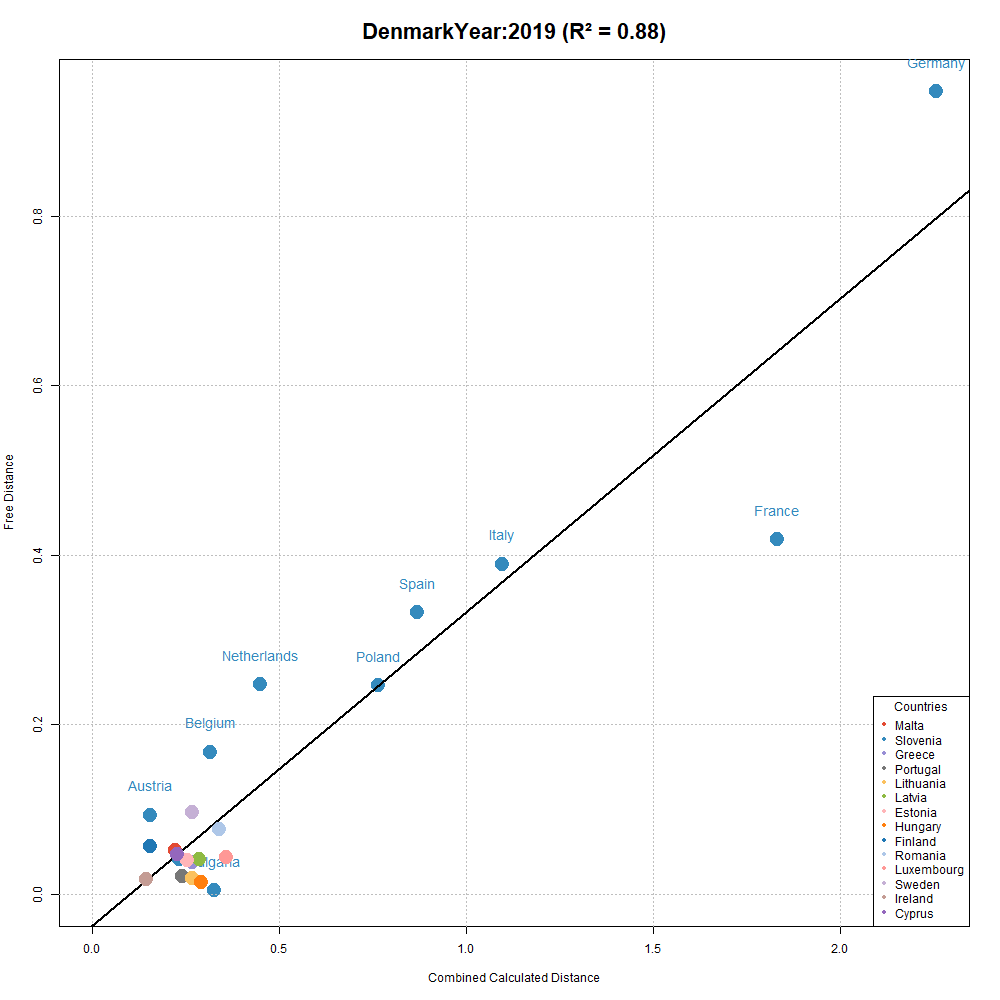 DenmarkYear:2019 (R² = 0.88)
Germany
0.8
0.6
France
Free Distance
Italy
0.4
Spain
Netherlands
Poland
Belgium
0.2
Austria
lgaria
0.0
Countries
Malta
Slovenia
Greece
Portugal
Lithuania
Latvia
Estonia
Hungary
Finland
Romania
Luxembourg
Sweden
Ireland
Cyprus
0.0 0.5 1.0 1.5 2.0
Combined Calculated Distance